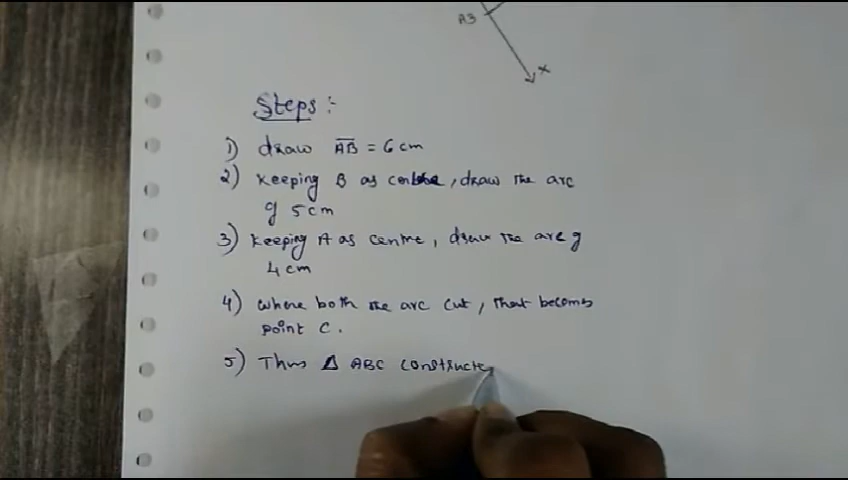 A3
x
Steps :-
1) draw AB = 6 cm
2) Keeping B as centre, draw the arc
of 5 cm
3) Keeping A as centre, draw the arc of
4 cm
4) Where both the arc cut, that becomes
point C.
5) Thus Δ ABC constructe